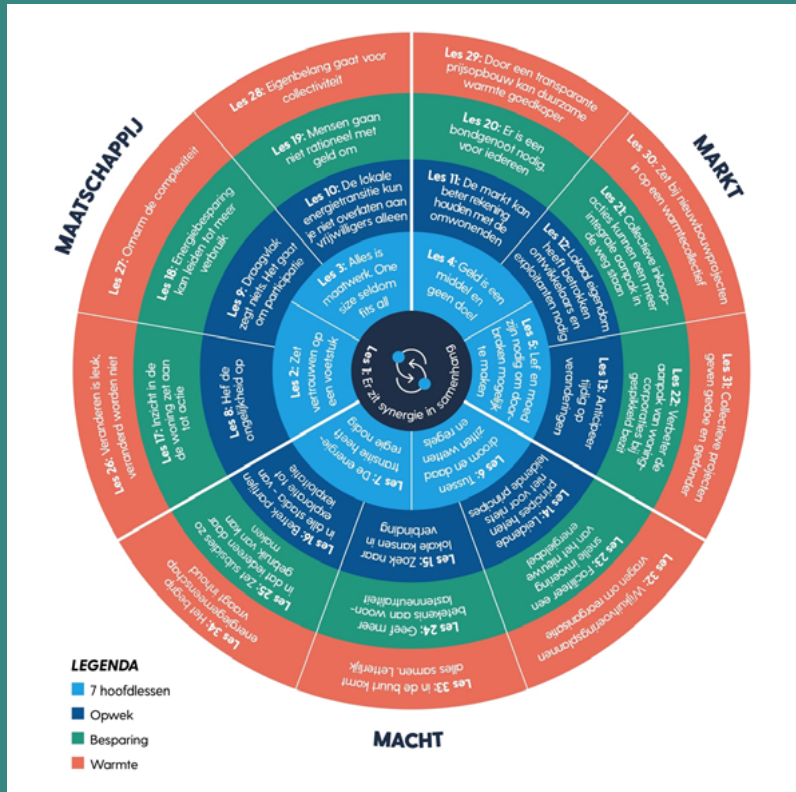 MAATSCHAPPIJ
MARKT
MACHT
Les 1: Er zit synergie in samenhang
Les 2: Zet
vertrouwen op
een voetstuk
Les 3: Alles is
maatwerk. One
size seldom
fits all
Les 4: Geld is een
middel en
geen doel
Les 5: Lef en moed
zijn nodig om daar-
broken mogelijk
te maken
Les 6: Tussen
droom en daad
zitten wetten
en regels
Les 7: De energie-
transitie heeft
regie nodig
Les 8: Hef de
ongelijkheid op
Les 9: Draagvlak
zegt niets. Het gaat
om participatie
Les 10: De lokale
energietransitie kun
je niet overlaten aan
vrijwilligers alleen
Les 11: De markt kan
beter rekening
houden met de
omwonenden
Les 12: Lokaal eigendom
heeft betrokken
ontwikkelaars en
exploitanten nodig
Les 13: Anticipeer
tijdig op
veranderingen
Les 14: Leidende
principes heten
niet voor niets
leidende principes
Les 15: Zoek naar
lokale kansen in
verbinding
Les 16: Betrek partijen
in álle stadia - van
exploratie tot
exploitatie
Les 17: Inzicht in de
woning zet aan
tot actie
Les 18: Energiebesparing
kan leiden tot meer
verbruik
Les 19: Mensen gaan
niet rationeel met
geld om
Les 20: Er is een
bondgenoot nodig,
voor iedereen
Les 21: Collectieve inkoop-
acties kunnen een meer
integrale aanpak in
de weg staan
Les 22: Verbeter de
aanpak van woning-
corporaties bij
gespikkeld bezit
Les 23: Faciliteer een
snelle invoering
van het nieuwe
energielabel
Les 24: Geef meer
betekenis aan woon-
lastenneutraliteit
Les 25: Zet subsidies zo
in dat iedereen daar
gebruik van kan
maken
Les 26: Veranderen is leuk,
veranderd worden niet
Les 27: Omarm de complexiteit
Les 28: Eigenbelang gaat voor
collectiviteit
Les 29: Door een transparante
prijsopbouw kan duurzame
warmte goedkoper
Les 30: Zet bij nieuwbouwprojecten
in op een warmtecollectief
Les 31: Collectieve projecten
geven gedoe en gedonder
Les 32: Wijkuitvoeringsplannen
vragen om reorganisatie
Les 33: in de buurt komt
alles samen. Letterlijk
Les 34: Het begrip
energiegemeenschap
vraagt inhoud
LEGENDA
7 hoofdlessen
Opwek
Besparing
Warmte